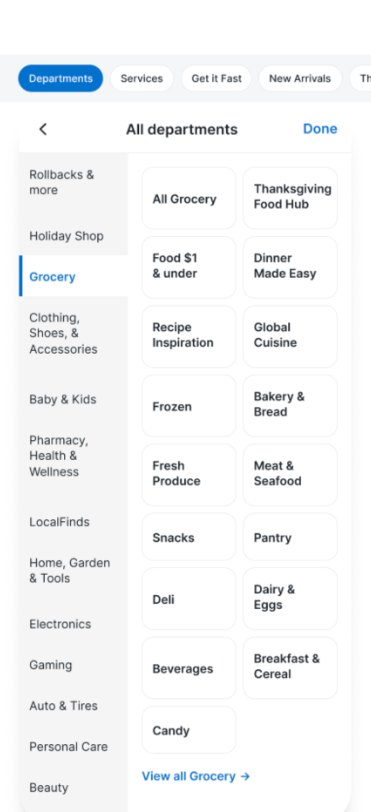 Departments
Services
Get it Fast
New Arrivals
Th
All departments
Done
Rollbacks &
more
Holiday Shop
Grocery
Clothing,
Shoes, &
Accessories
Baby & Kids
Pharmacy,
Health &
Wellness
LocalFinds
Home, Garden
& Tools
Electronics
Gaming
Auto & Tires
Personal Care
Beauty
All Grocery
Thanksgiving
Food Hub
Food $1
& under
Dinner
Made Easy
Recipe
Inspiration
Global
Cuisine
Frozen
Bakery &
Bread
Fresh
Produce
Meat &
Seafood
Snacks
Pantry
Deli
Dairy &
Eggs
Beverages
Breakfast &
Cereal
Candy
View all Grocery →